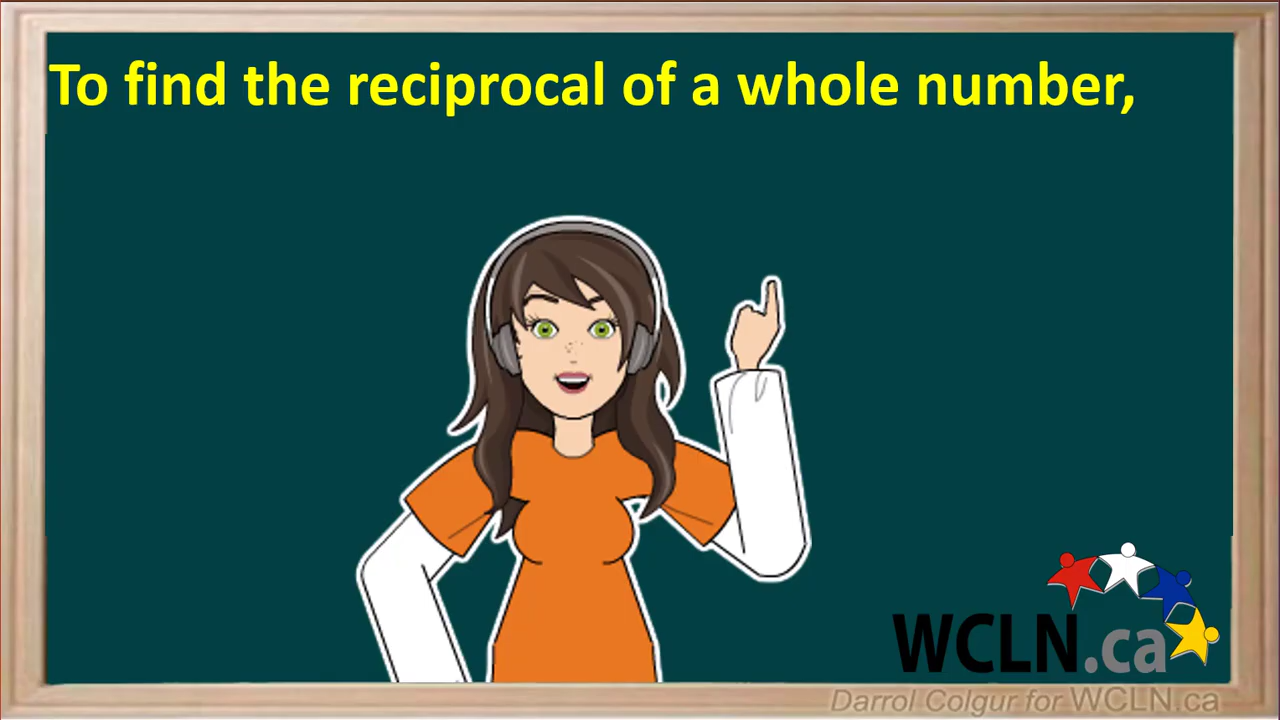 To find the reciprocal of a whole number,
WCLN.ca
Darrol Colgur for WCLN.ca